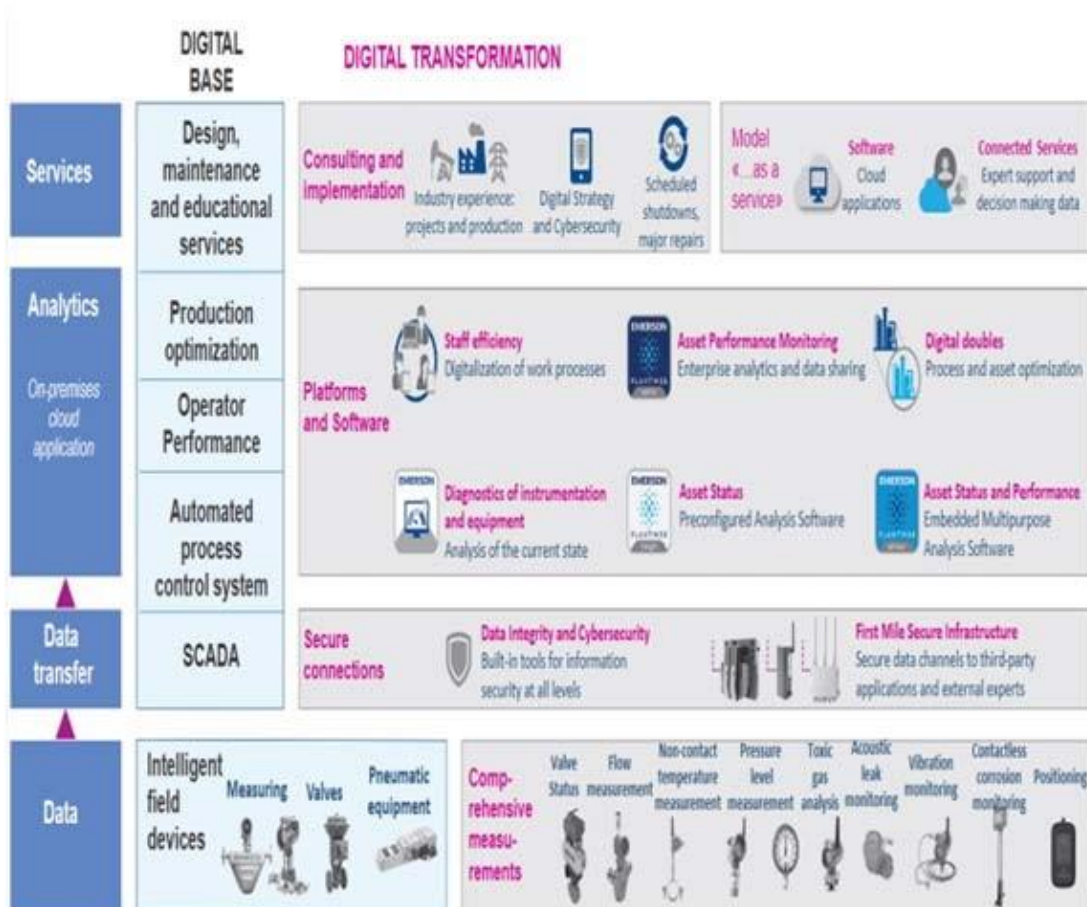 DIGITAL
BASE
DIGITAL TRANSFORMATION
Services
Design,
maintenance
and educational
services
Consulting and
implementation
Industry experience:
projects and production
Digital Strategy
and Cybersecurity
Scheduled
shutdowns,
major repairs
Model
«...as a
service»
Software
Cloud
applications
Connected Services
Expert support and
decision making data
Analytics
On-premises
cloud
application
Production
optimization
Operator
Performance
Automated
process
control system
Platforms
and Software
Staff efficiency
Digitalization of work processes
EMERSON
PLANTWEB
Asset Performance Monitoring
Enterprise analytics and data sharing
Digital doubles
Process and asset optimization
EMERSON
Diagnostics of instrumentation
and equipment
Analysis of the current state
EMERSON
PLANTWEB
Asset Status
Preconfigured Analysis Software
EMERSON
PLANTWEB
Asset Status and Performance
Embedded Multipurpose
Analysis Software
Data
transfer
SCADA
Secure
connections
Data Integrity and Cybersecurity
Built-in tools for information
security at all levels
First Mile Secure Infrastructure
Secure data channels to third-party
applications and external experts
Data
Intelligent
field
devices
Measuring
Valves
Pneumatic
equipment
Comp-
rehensive
measu-
rements
Valve
Status
Flow
measurement
Non-contact
temperature
measurement
Pressure
level
measurement
Toxic
gas
analysis
Acoustic
leak
monitoring
Vibration
monitoring
Contactless
corrosion
monitoring
Positioning